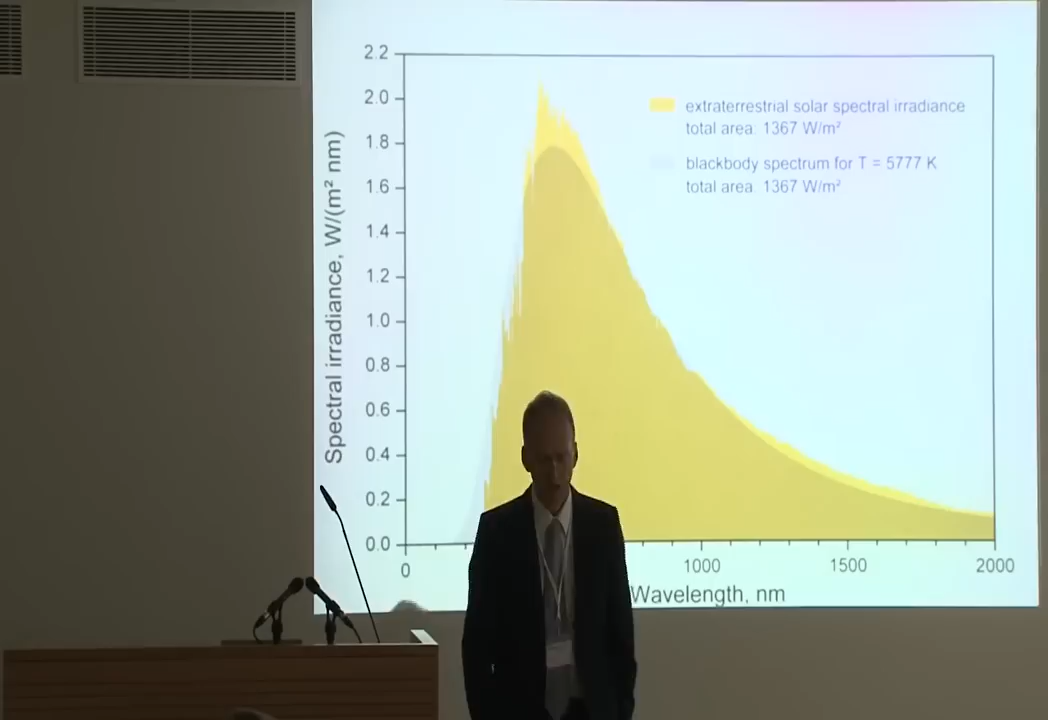 2.2
2.0
1.8
1.6
1.4
1.2
1.0
0.8
0.6
0.4
0.2
0.0
Spectral irradiance, W/(m² nm)
extraterrestrial solar spectral irradiance
total area: 1367 W/m²
blackbody spectrum for T = 5777 K
total area: 1367 W/m²
0 1000 1500 2000
Wavelength, nm